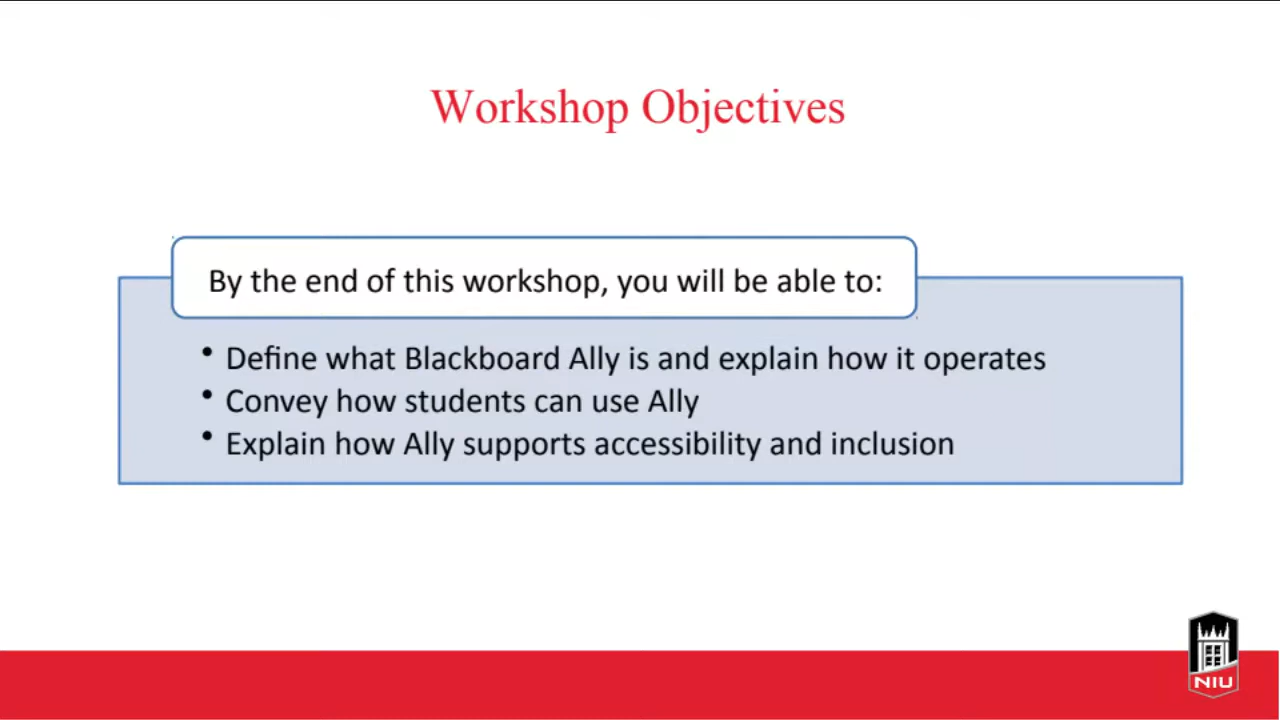 Workshop Objectives
By the end of this workshop, you will be able to:
• Define what Blackboard Ally is and explain how it operates
• Convey how students can use Ally
• Explain how Ally supports accessibility and inclusion
NIU